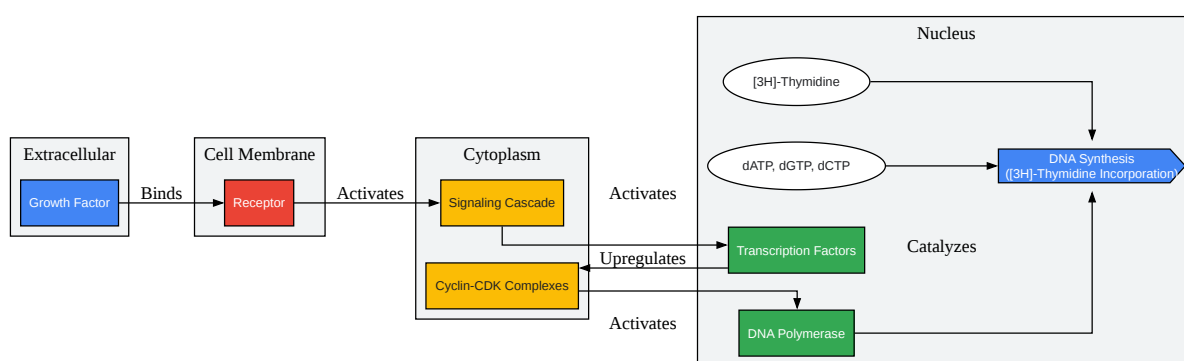 Nucleus
[3H]-Thymidine
Extracellular
Cell Membrane
Cytoplasm
dATP, dGTP, dCTP
DNA Synthesis
([3H]-Thymidine Incorporation)
Growth Factor
Binds
Receptor
Activates
Signaling Cascade
Activates
Transcription Factors
Catalyzes
Upregulates
Cyclin-CDK Complexes
Activates
DNA Polymerase